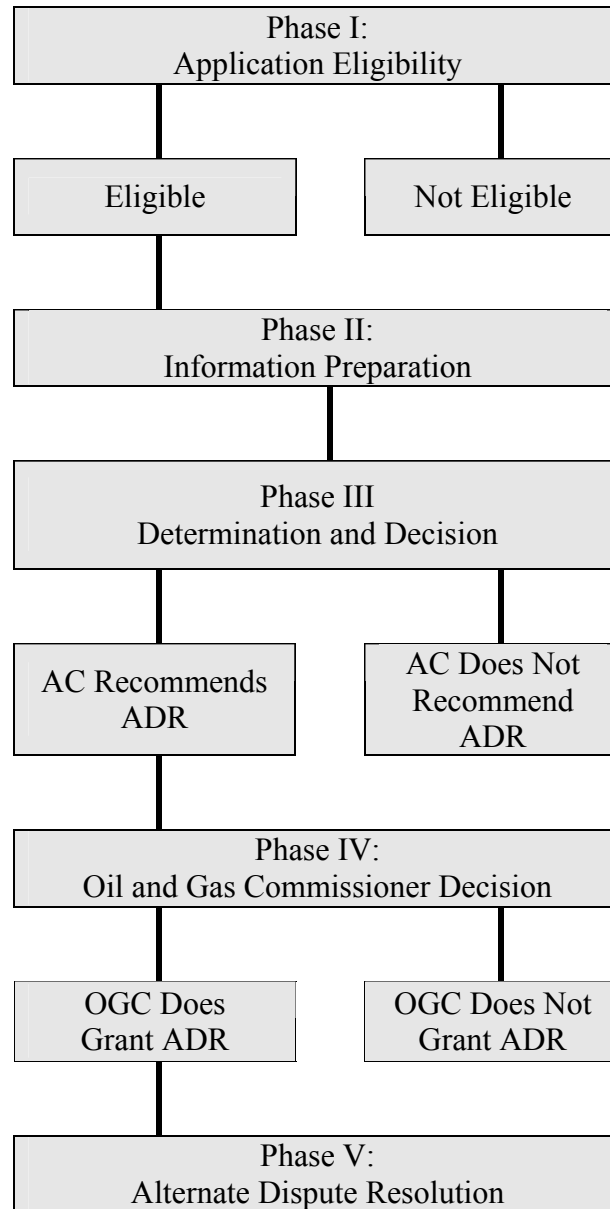 Phase I:
Application Eligibility
Eligible
Not Eligible
Phase II:
Information Preparation
Phase III
Determination and Decision
AC Recommends
ADR
AC Does Not
Recommend
ADR
Phase IV:
Oil and Gas Commissioner Decision
OGC Does
Grant ADR
OGC Does Not
Grant ADR
Phase V:
Alternate Dispute Resolution